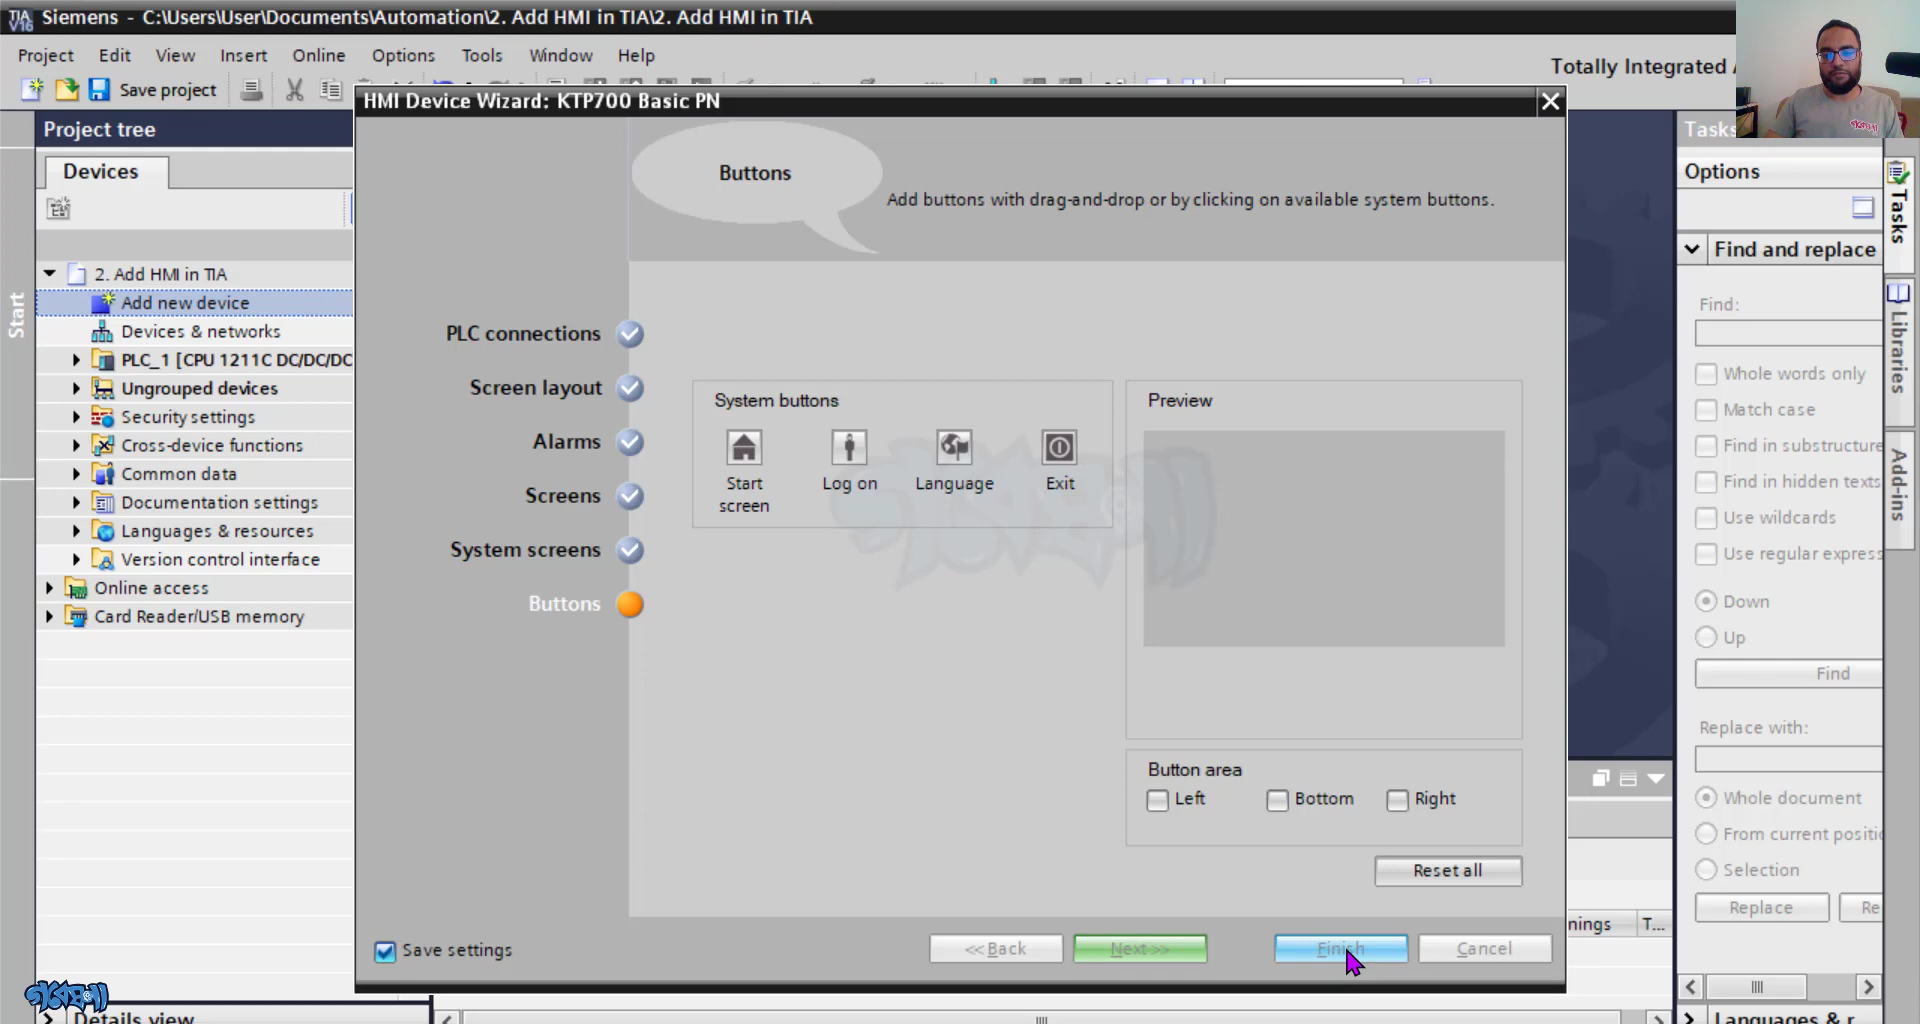 Siemens - C:\Users\User\Documents\Automation\2. Add HMI in TIA\2. Add HMI in TIA
Project Edit View Insert Online Options Tools Window Help
Totally Integrated
Save project
HMI Device Wizard: KTP700 Basic PN
Project tree
Tasks
Devices
Options
Buttons
Add buttons with drag-and-drop or by clicking on available system buttons.
Tasks
Find and replace
2. Add HMI in TIA
Add new device
Find:
Start
Devices & networks
PLC connections
Libraries
PLC_1 [CPU 1211C DC/DC/DC
Whole words only
Ungrouped devices
Screen layout
System buttons
Preview
Match case
Security settings
Alarms
Cross-device functions
Find in substructure
Common data
Start screen
Log on
Language
Exit
Find in hidden texts
Screens
Documentation settings
Use wildcards
Add-ins
Languages & resources
System screens
Version control interface
Use regular express
Online access
Buttons
Down
Card Reader/USB memory
Up
Find
Replace with:
Button area
Left Bottom Right
Whole document
From current positi
Reset all
Selection
Replace Re
nings T...
Save settings
<<Back Next>> Finish Cancel
Details view
Languages & r